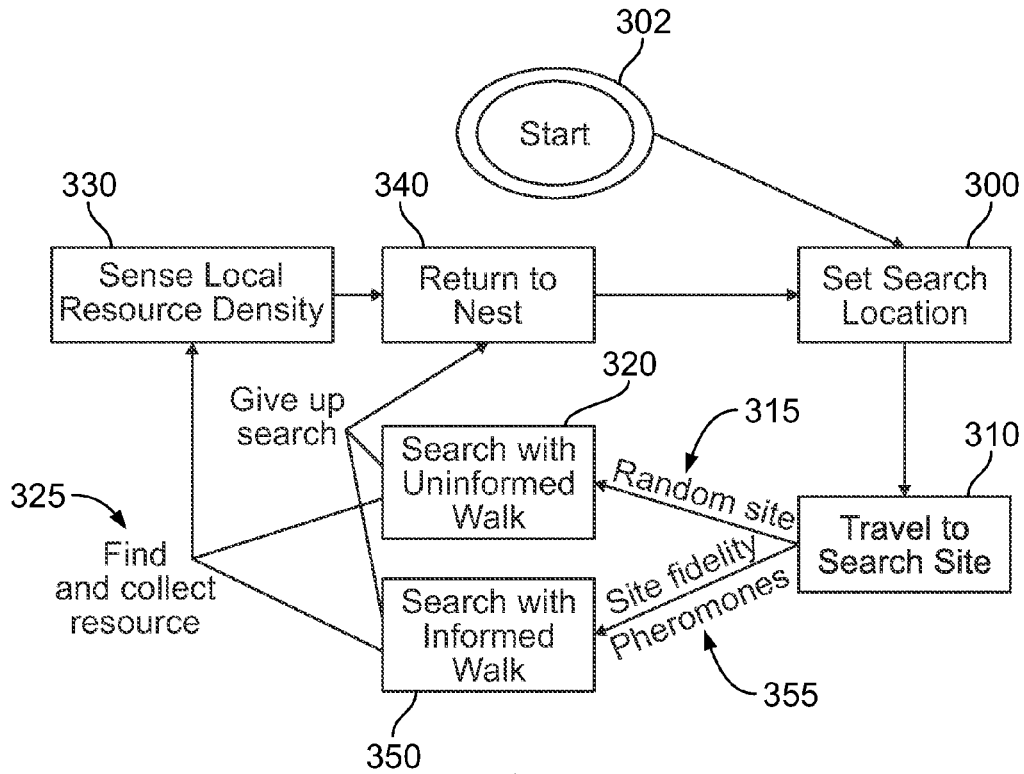 302
Start
330
340
300
Sense Local
Resource Density
Return to
Nest
Set Search
Location
Give up
search
320
315
310
Search with
Uninformed
Walk
Random site
Travel to
Search Site
325
Find
and collect
resource
Search with
Informed
Walk
Site fidelity
Pheromones
355
350